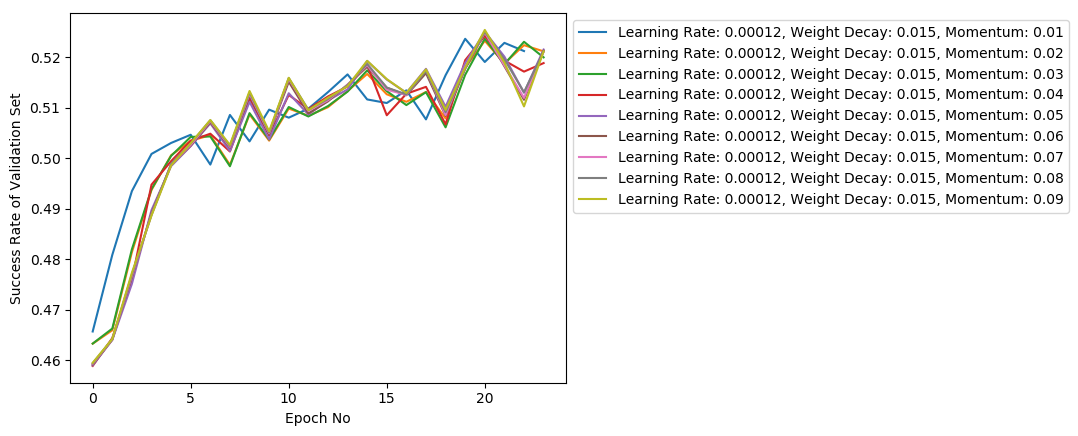 0.52
0.51
0.50
0.49
0.48
0.47
0.46
Success Rate of Validation Set
0 5 10 15 20
Epoch No
Learning Rate: 0.00012, Weight Decay: 0.015, Momentum: 0.01
Learning Rate: 0.00012, Weight Decay: 0.015, Momentum: 0.02
Learning Rate: 0.00012, Weight Decay: 0.015, Momentum: 0.03
Learning Rate: 0.00012, Weight Decay: 0.015, Momentum: 0.04
Learning Rate: 0.00012, Weight Decay: 0.015, Momentum: 0.05
Learning Rate: 0.00012, Weight Decay: 0.015, Momentum: 0.06
Learning Rate: 0.00012, Weight Decay: 0.015, Momentum: 0.07
Learning Rate: 0.00012, Weight Decay: 0.015, Momentum: 0.08
Learning Rate: 0.00012, Weight Decay: 0.015, Momentum: 0.09